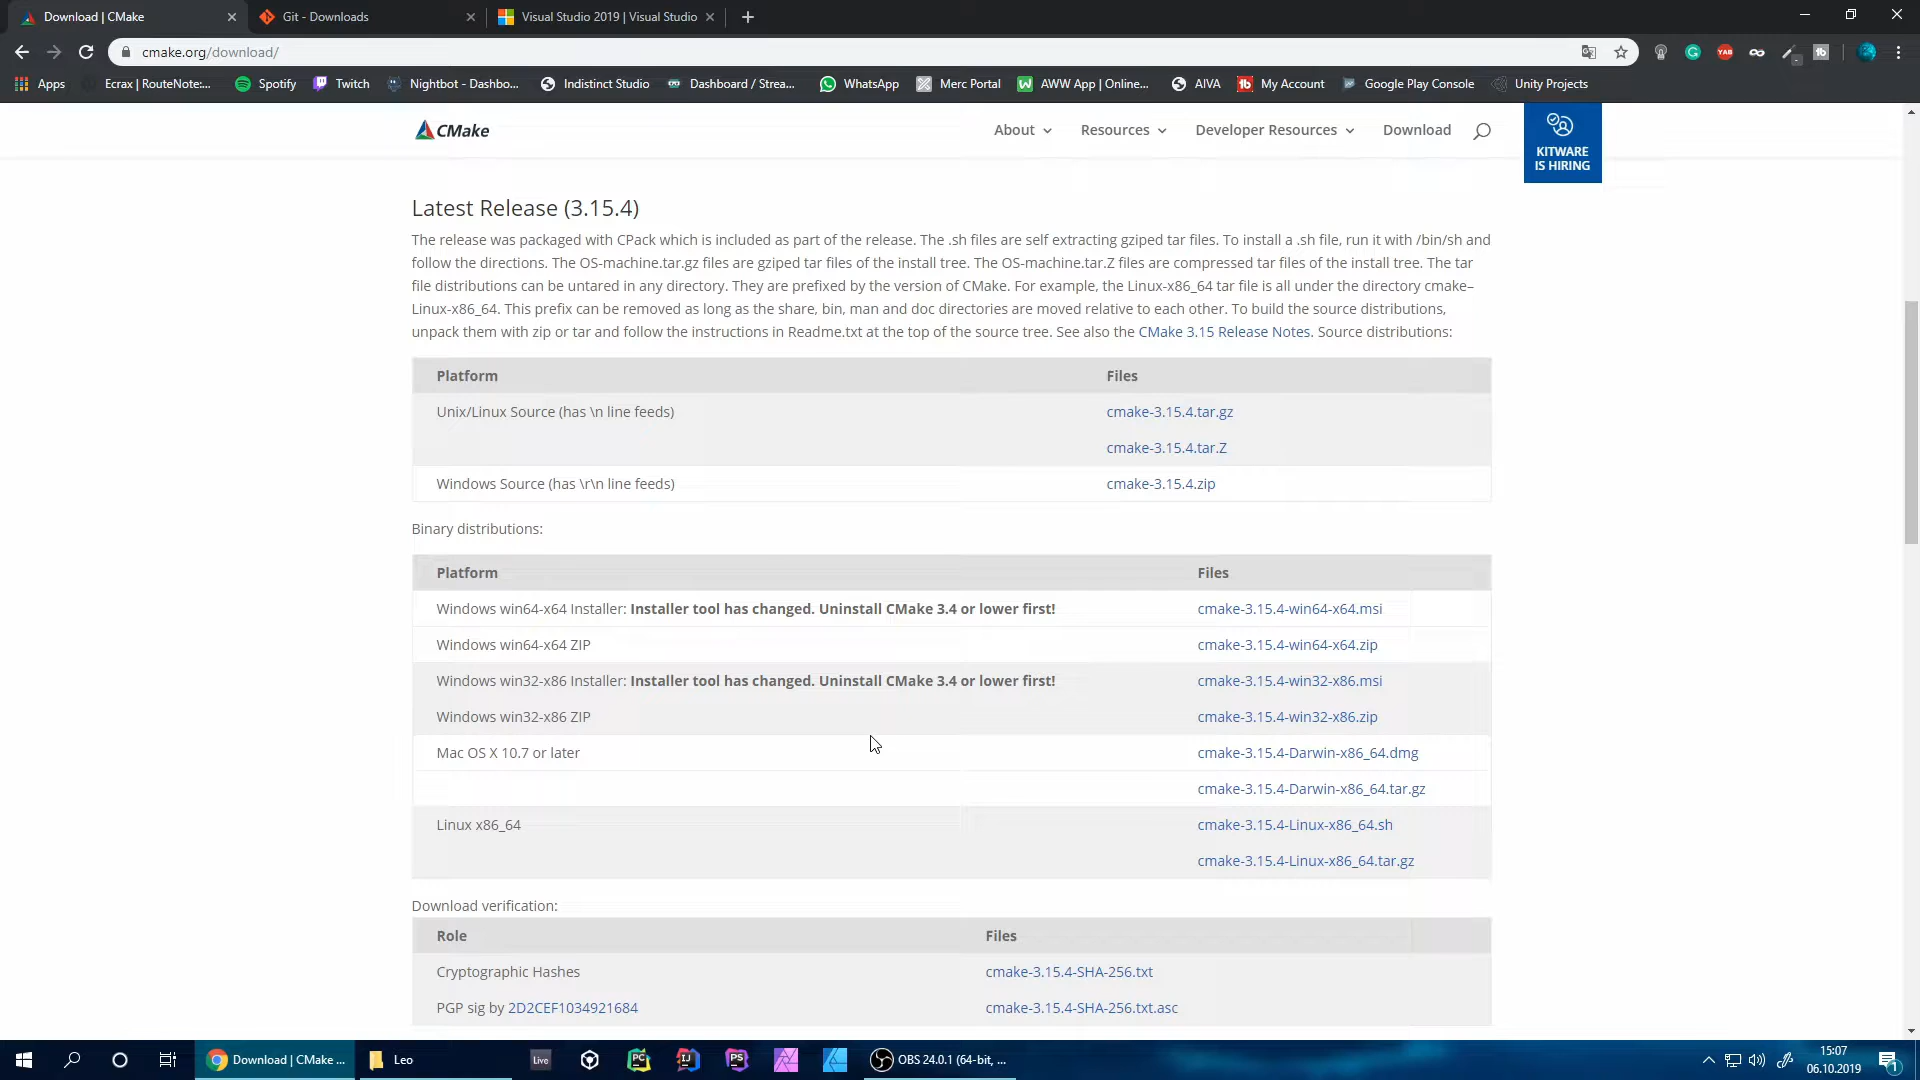 Download | CMake
Git - Downloads
Visual Studio 2019 | Visual Studio
cmake.org/download/
Apps
Ecrax | RouteNote:...
Spotify
Twitch
Nightbot - Dashbo...
Indistinct Studio
Dashboard / Strea...
WhatsApp
Merc Portal
AWW App | Online...
AIVA
My Account
Google Play Console
Unity Projects
CMake
About
Resources
Developer Resources
Download
KITWARE
IS HIRING
Latest Release (3.15.4)
The release was packaged with CPack which is included as part of the release. The .sh files are self extracting gziped tar files. To install a .sh file, run it with /bin/sh and
follow the directions. The OS-machine.tar.gz files are gziped tar files of the install tree. The OS-machine.tar.Z files are compressed tar files of the install tree. The tar
file distributions can be untared in any directory. They are prefixed by the version of CMake. For example, the Linux-x86_64 tar file is all under the directory cmake–
Linux-x86_64. This prefix can be removed as long as the share, bin, man and doc directories are moved relative to each other. To build the source distributions,
unpack them with zip or tar and follow the instructions in Readme.txt at the top of the source tree. See also the CMake 3.15 Release Notes. Source distributions:
Platform Files
Unix/Linux Source (has \n line feeds) cmake-3.15.4.tar.gz
cmake-3.15.4.tar.Z
Windows Source (has \r\n line feeds) cmake-3.15.4.zip
Binary distributions:
Platform Files
Windows win64-x64 Installer: Installer tool has changed. Uninstall CMake 3.4 or lower first! cmake-3.15.4-win64-x64.msi
Windows win64-x64 ZIP cmake-3.15.4-win64-x64.zip
Windows win32-x86 Installer: Installer tool has changed. Uninstall CMake 3.4 or lower first! cmake-3.15.4-win32-x86.msi
Windows win32-x86 ZIP cmake-3.15.4-win32-x86.zip
Mac OS X 10.7 or later cmake-3.15.4-Darwin-x86_64.dmg
cmake-3.15.4-Darwin-x86_64.tar.gz
Linux x86_64 cmake-3.15.4-Linux-x86_64.sh
cmake-3.15.4-Linux-x86_64.tar.gz
Download verification:
Role Files
Cryptographic Hashes cmake-3.15.4-SHA-256.txt
PGP sig by 2D2CEF1034921684 cmake-3.15.4-SHA-256.txt.asc
Download | CMake ...
Leo
Live
PC
IJ
PS
OBS 24.0.1 (64-bit, ...
15:07
06.10.2019
1